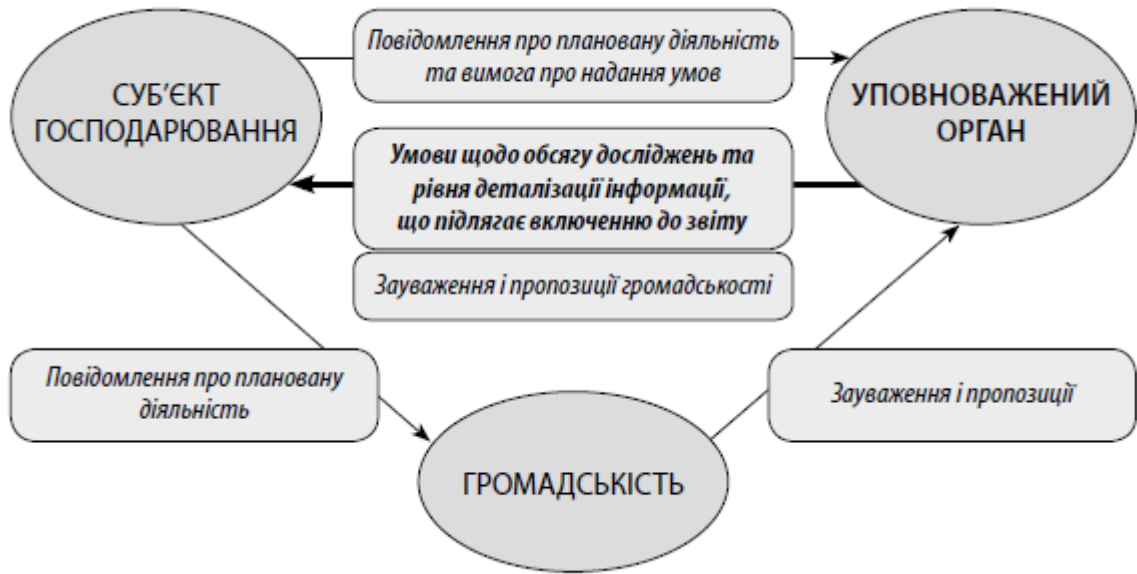 Повідомлення про плановану діяльність
та вимога про надання умов
СУБ’ЄКТ
ГОСПОДАРЮВАННЯ
УПОВНОВАЖЕНИЙ
ОРГАН
Умови щодо обсягу досліджень та
рівня деталізації інформації,
що підлягає включенню до звіту
Зауваження і пропозиції громадськості
Повідомлення про плановану
діяльність
Зауваження і пропозиції
ГРОМАДСЬКІСТЬ